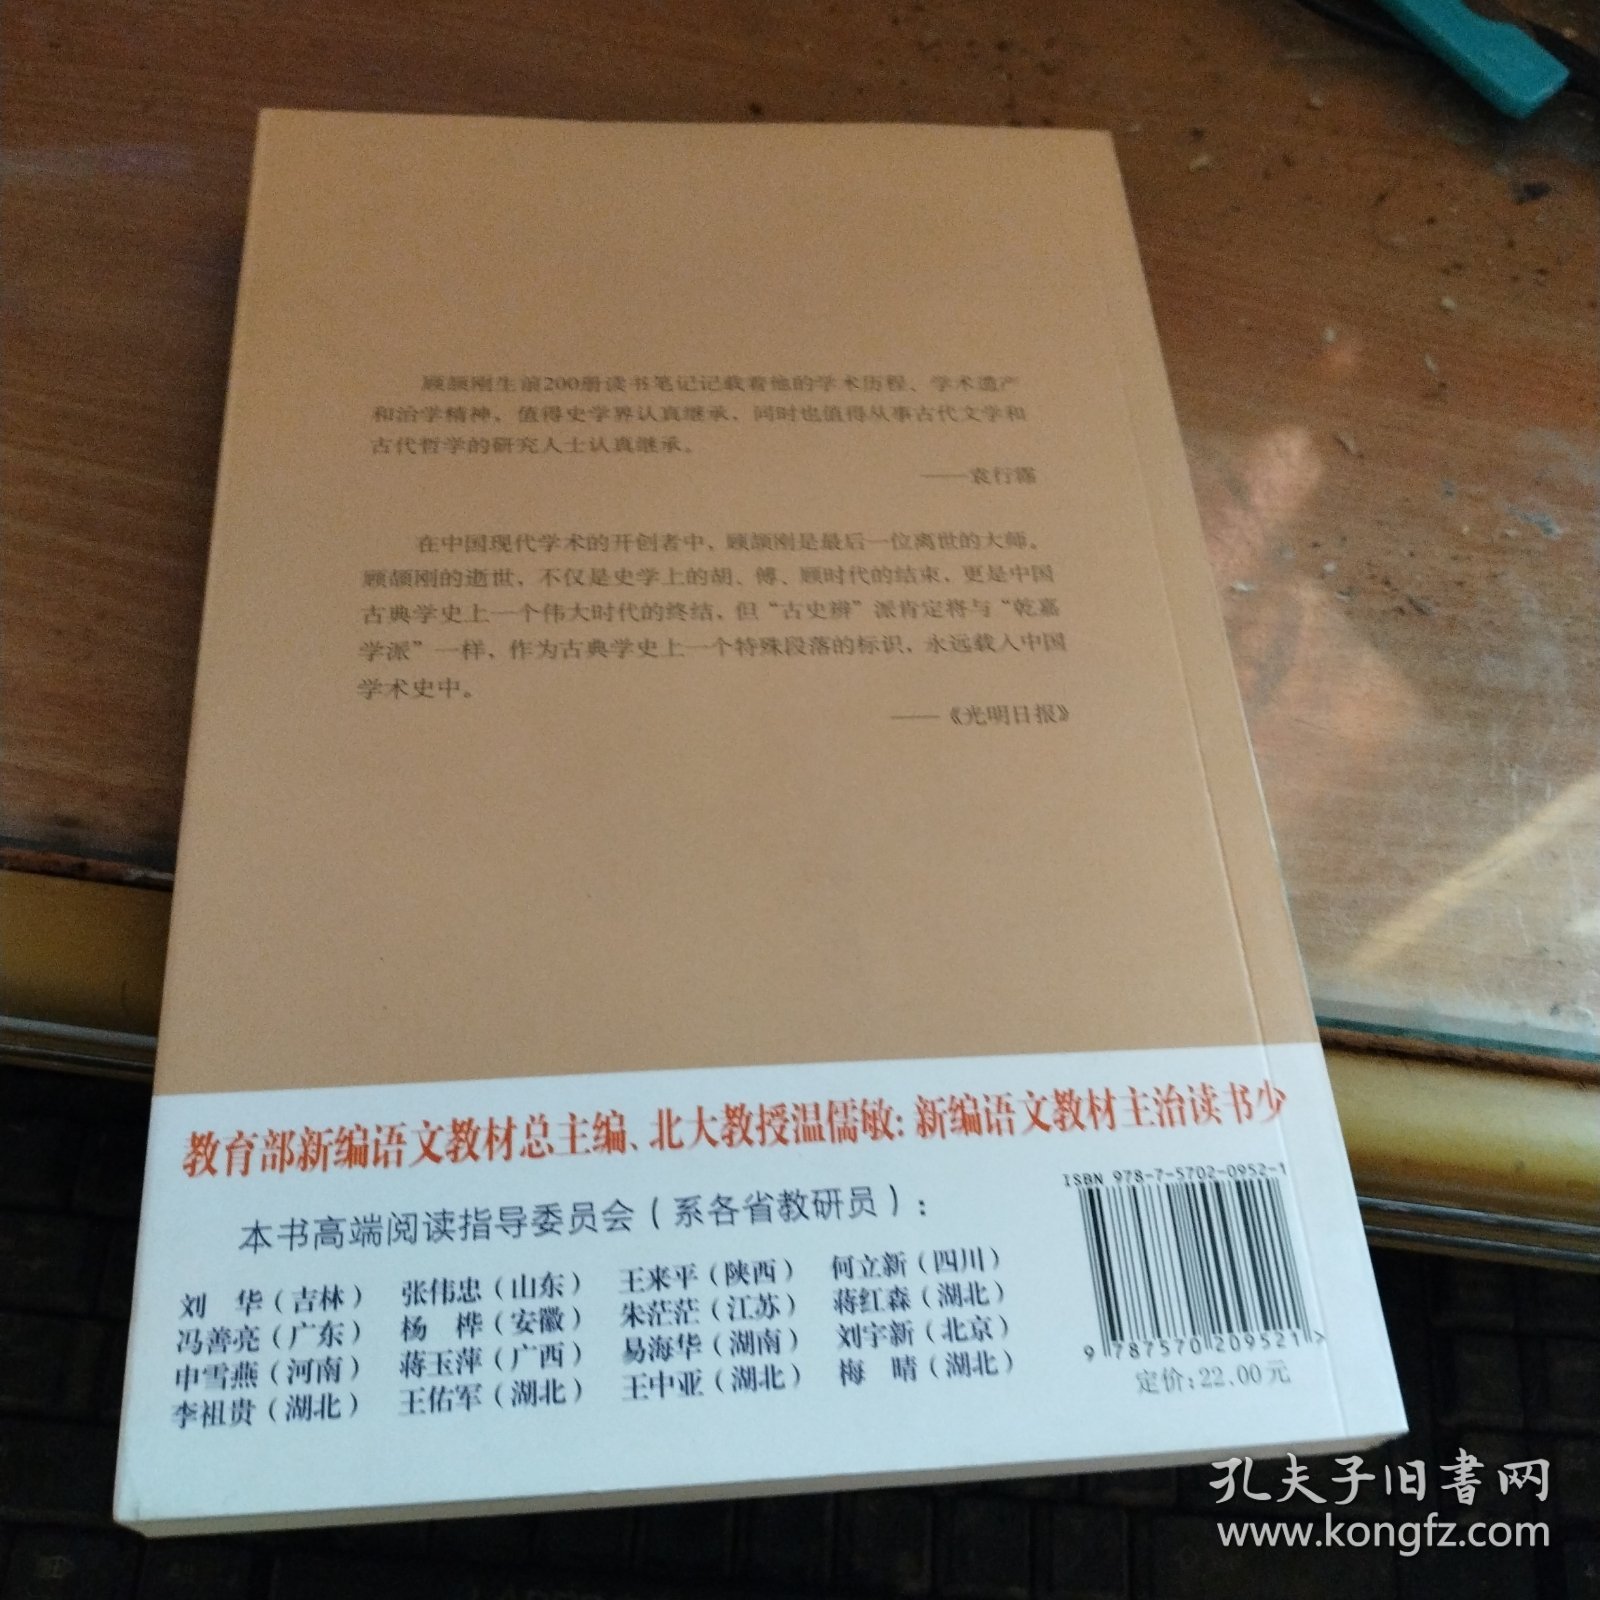 顾颉刚生前200册读书笔记记载着他的学术历程、学术遗产
和治学精神，值得史学界认真继承，同时也值得从事古代文学和
古代哲学的研究人士认真继承。
——袁行霈
在中国现代学术的开创者中，顾颉刚是最后一位离世的大师。
顾颉刚的逝世，不仅是史学上的胡、傅、顾时代的结束，更是中国
古典学史上一个伟大时代的终结，但“古史辨”派肯定将与“乾嘉
学派”一样，作为古典学史上一个特殊段落的标识，永远载入中国
学术史中。
——《光明日报》
教育部新编语文教材总主编、北大教授温儒敏：新编语文教材主治读书少
本书高端阅读指导委员会（系各省教研员）：
刘　华（吉林）　张伟忠（山东）　王来平（陕西）　何立新（四川）
冯善亮（广东）　杨　桦（安徽）　朱茫茫（江苏）　蒋红森（湖北）
申雪燕（河南）　蒋玉萍（广西）　易海华（湖南）　刘宇新（北京）
李祖贵（湖北）　王佑军（湖北）　王中亚（湖北）　梅　晴（湖北）
ISBN 978-7-5702-0952-1
9 787570 209521 >
定价：22.00元
孔夫子旧书网
www.kongfz.com